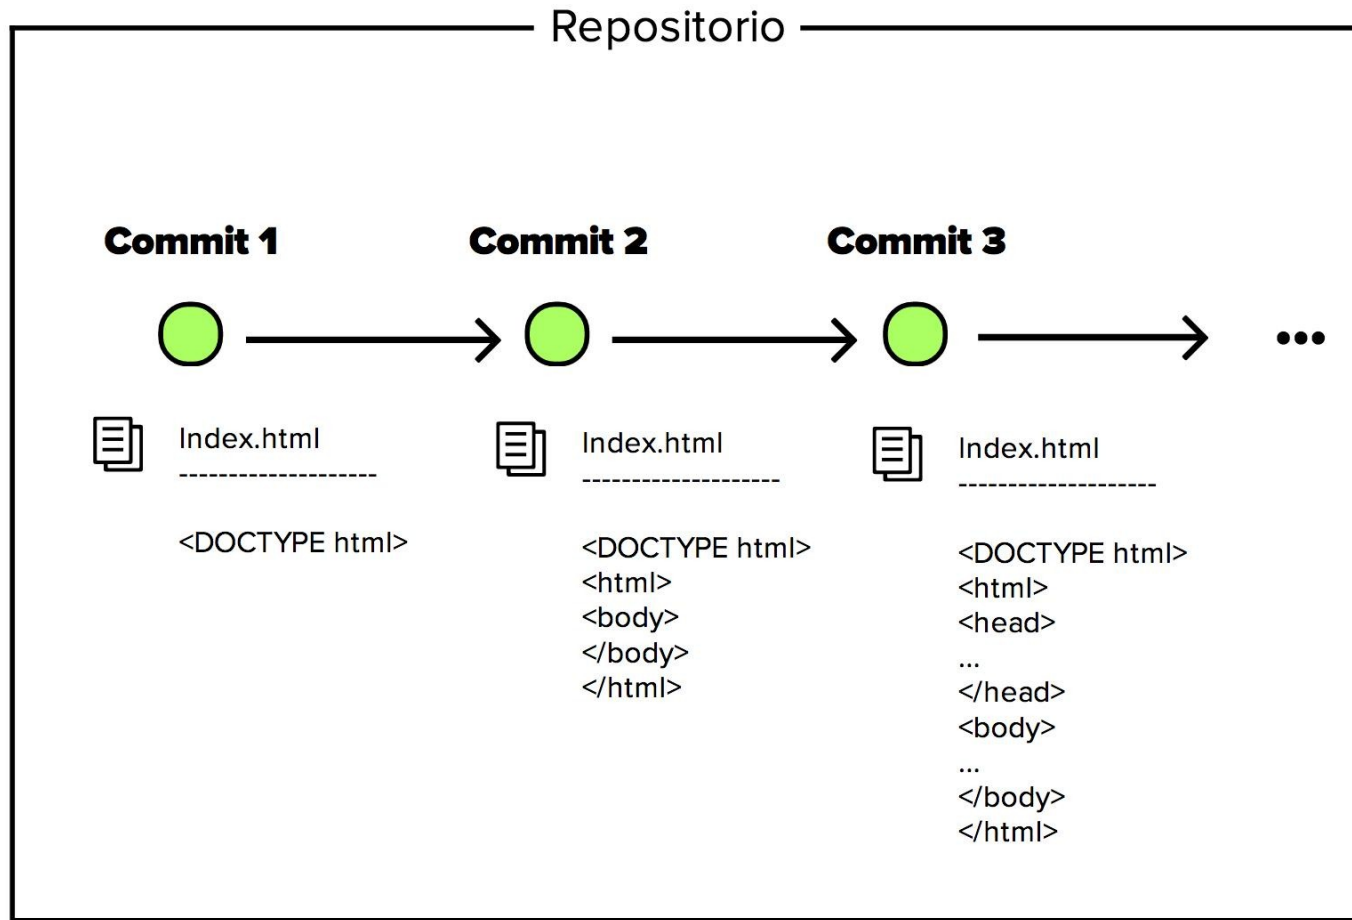 Repositorio
Commit 1
Commit 2
Commit 3
...
Index.html
--------------------
<DOCTYPE html>
Index.html
--------------------
<DOCTYPE html>
<html>
<body>
</body>
</html>
Index.html
--------------------
<DOCTYPE html>
<html>
<head>
...
</head>
<body>
...
</body>
</html>